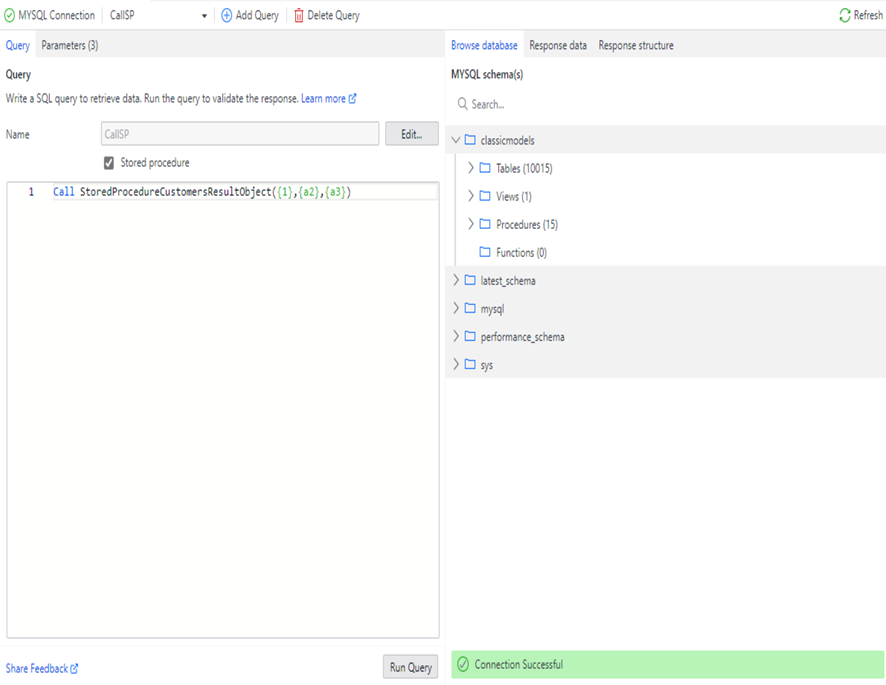 MYSQL Connection CallSP Add Query Delete Query Refresh
Query Parameters (3)
Query
Write a SQL query to retrieve data. Run the query to validate the response. Learn more
Name CallSP Edit...
Stored procedure
1 Call StoredProcedureCustomersResultObject({1},{a2},{a3})
Share Feedback Run Query
Browse database Response data Response structure
MYSQL schema(s)
Search...
classicmodels
Tables (10015)
Views (1)
Procedures (15)
Functions (0)
latest_schema
mysql
performance_schema
sys
Connection Successful